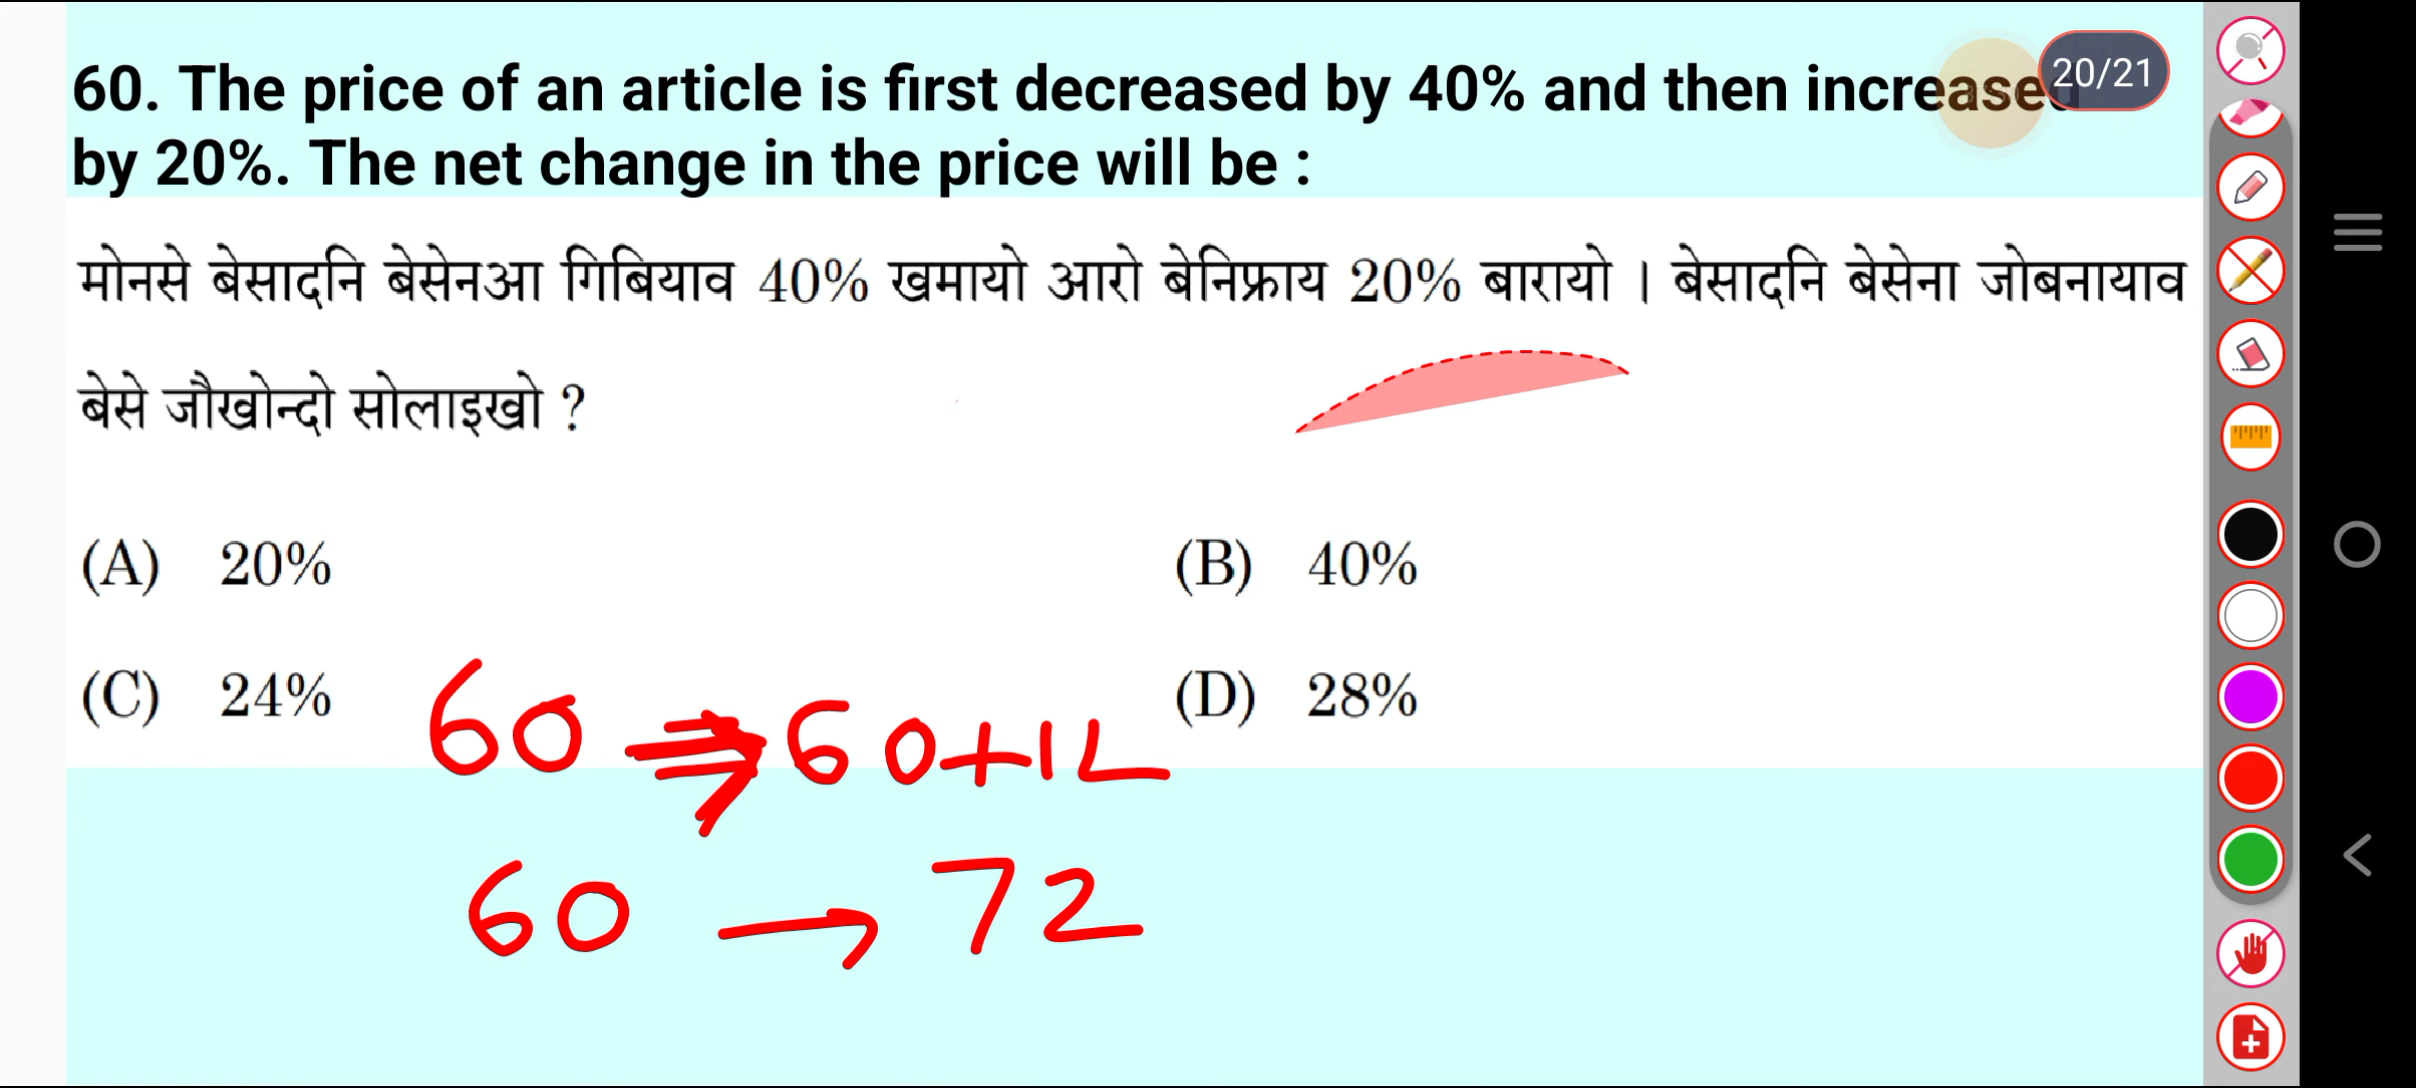 60. The price of an article is first decreased by 40% and then increased
20/21
by 20%. The net change in the price will be :
मोनसे बेसादनि बेसेनआ गिबियाव 40% खमायो आरो बेनिफ्राय 20% बारायो । बेसादनि बेसेना जोबनायाव
बेसे जौखोन्दो सोलाइखो ?
(A) 20%
(B) 40%
(C) 24%
(D) 28%
60 ⇒ 60+12
60 → 72